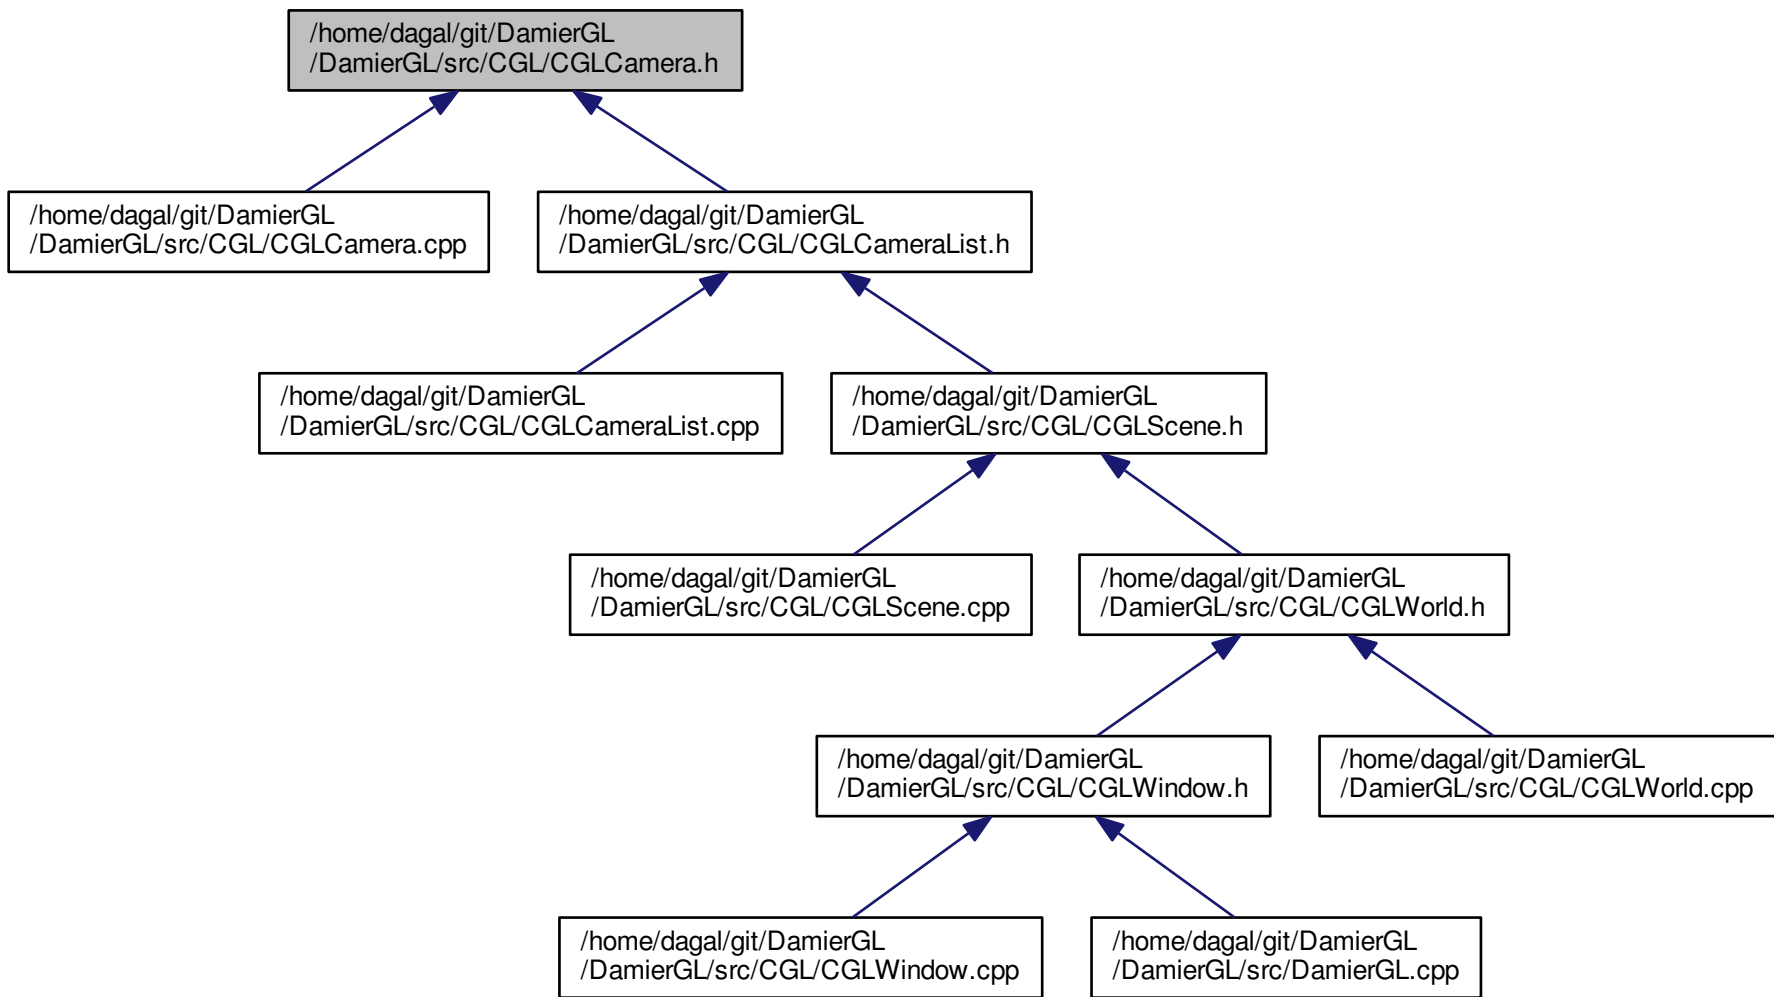 /home/dagal/git/DamierGL
/DamierGL/src/CGL/CGLCamera.h
/home/dagal/git/DamierGL
/DamierGL/src/CGL/CGLCamera.cpp
/home/dagal/git/DamierGL
/DamierGL/src/CGL/CGLCameraList.h
/home/dagal/git/DamierGL
/DamierGL/src/CGL/CGLCameraList.cpp
/home/dagal/git/DamierGL
/DamierGL/src/CGL/CGLScene.h
/home/dagal/git/DamierGL
/DamierGL/src/CGL/CGLScene.cpp
/home/dagal/git/DamierGL
/DamierGL/src/CGL/CGLWorld.h
/home/dagal/git/DamierGL
/DamierGL/src/CGL/CGLWindow.h
/home/dagal/git/DamierGL
/DamierGL/src/CGL/CGLWorld.cpp
/home/dagal/git/DamierGL
/DamierGL/src/CGL/CGLWindow.cpp
/home/dagal/git/DamierGL
/DamierGL/src/DamierGL.cpp